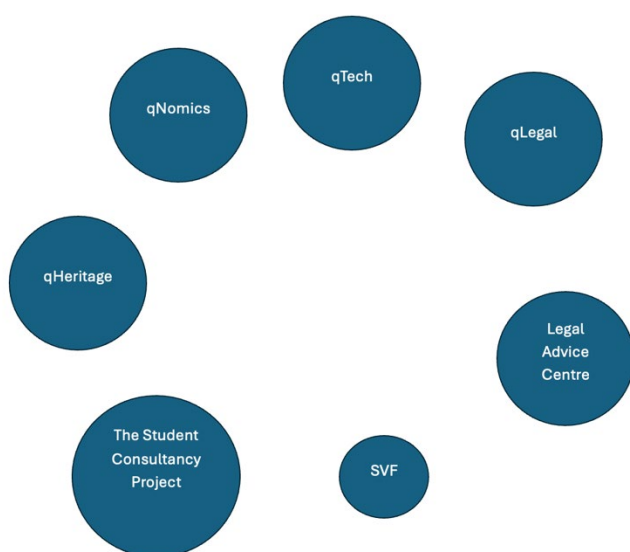 qTech
qNomics
qLegal
qHeritage
Legal
Advice
Centre
The Student
Consultancy
Project
SVF